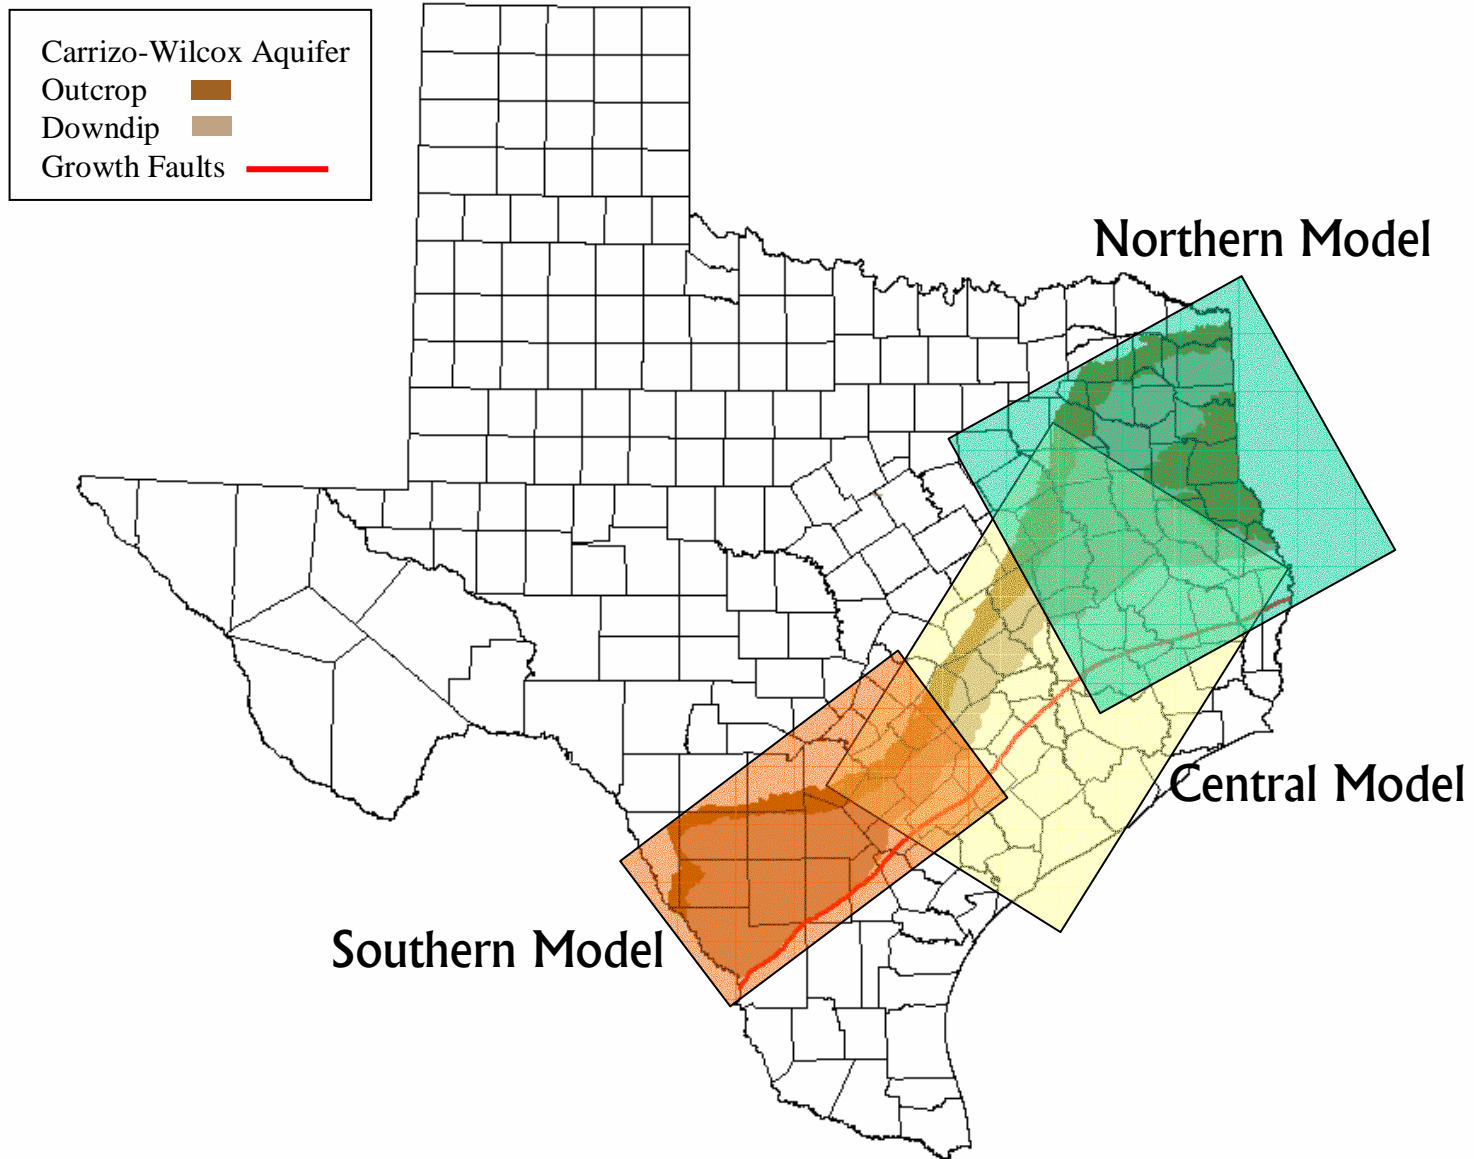 Carrizo-Wilcox Aquifer
Outcrop
Downdip
Growth Faults
Northern Model
Central Model
Southern Model